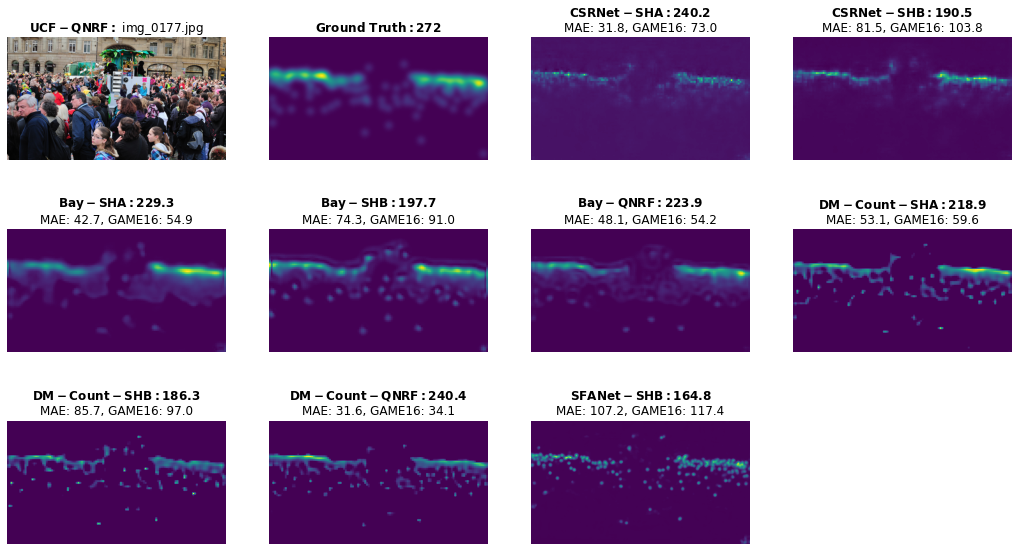 UCF − QNRF : img_0177.jpg
Ground Truth : 272
CSRNet − SHA : 240.2
MAE: 31.8, GAME16: 73.0
CSRNet − SHB : 190.5
MAE: 81.5, GAME16: 103.8
Bay − SHA : 229.3
MAE: 42.7, GAME16: 54.9
Bay − SHB : 197.7
MAE: 74.3, GAME16: 91.0
Bay − QNRF : 223.9
MAE: 48.1, GAME16: 54.2
DM − Count − SHA : 218.9
MAE: 53.1, GAME16: 59.6
DM − Count − SHB : 186.3
MAE: 85.7, GAME16: 97.0
DM − Count − QNRF : 240.4
MAE: 31.6, GAME16: 34.1
SFANet − SHB : 164.8
MAE: 107.2, GAME16: 117.4